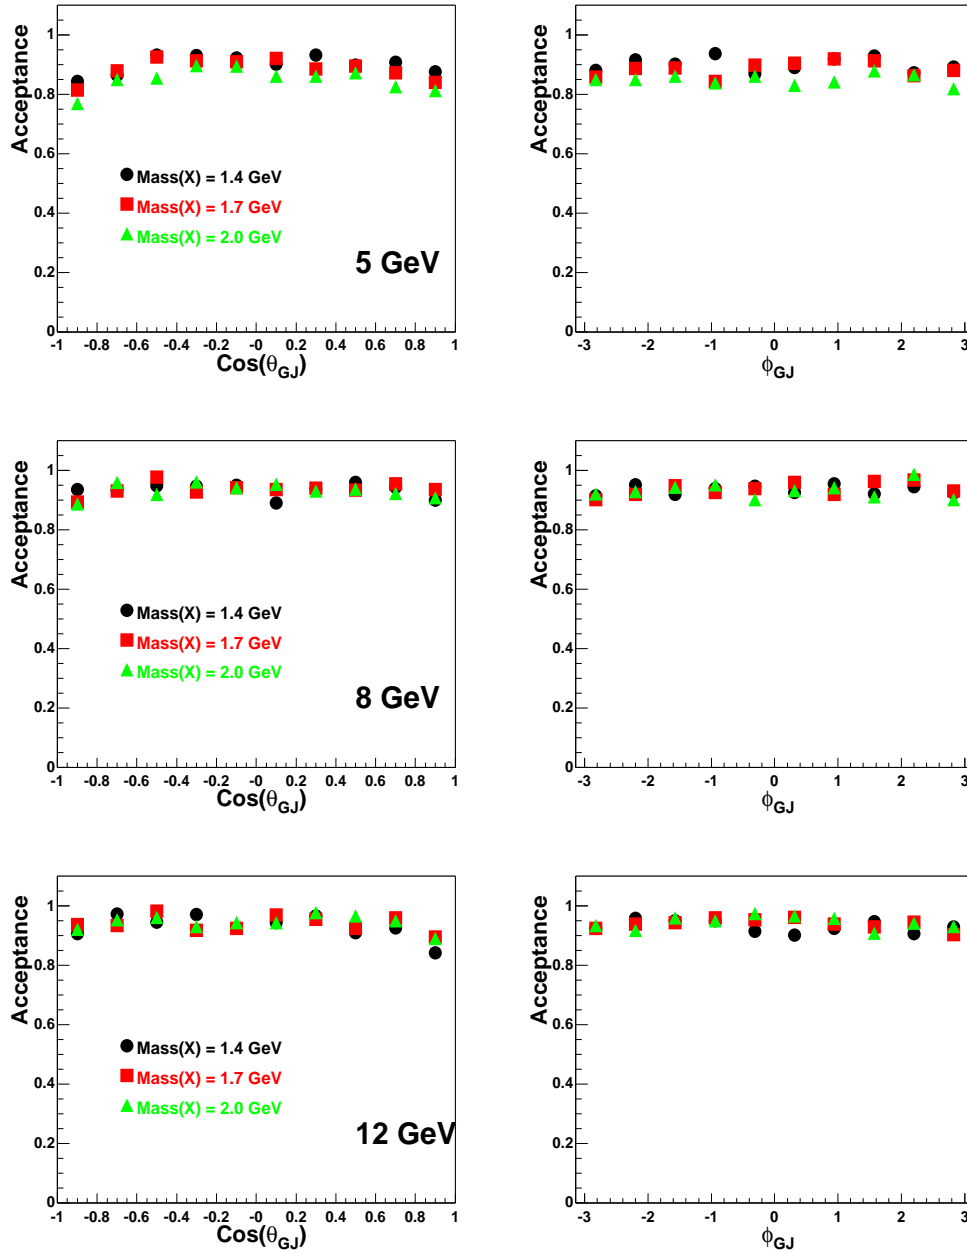 Acceptance
1
0.8
0.6
0.4
0.2
0
Mass(X) = 1.4 GeV
Mass(X) = 1.7 GeV
Mass(X) = 2.0 GeV
5 GeV
-1 -0.8 -0.6 -0.4 -0.2 -0 0.2 0.4 0.6 0.8 1
Cos(θGJ)
Acceptance
1
0.8
0.6
0.4
0.2
0
-3 -2 -1 0 1 2 3
ϕGJ
Acceptance
1
0.8
0.6
0.4
0.2
0
Mass(X) = 1.4 GeV
Mass(X) = 1.7 GeV
Mass(X) = 2.0 GeV
8 GeV
-1 -0.8 -0.6 -0.4 -0.2 -0 0.2 0.4 0.6 0.8 1
Cos(θGJ)
Acceptance
1
0.8
0.6
0.4
0.2
0
-3 -2 -1 0 1 2 3
ϕGJ
Acceptance
1
0.8
0.6
0.4
0.2
0
Mass(X) = 1.4 GeV
Mass(X) = 1.7 GeV
Mass(X) = 2.0 GeV
12 GeV
-1 -0.8 -0.6 -0.4 -0.2 -0 0.2 0.4 0.6 0.8 1
Cos(θGJ)
Acceptance
1
0.8
0.6
0.4
0.2
0
-3 -2 -1 0 1 2 3
ϕGJ